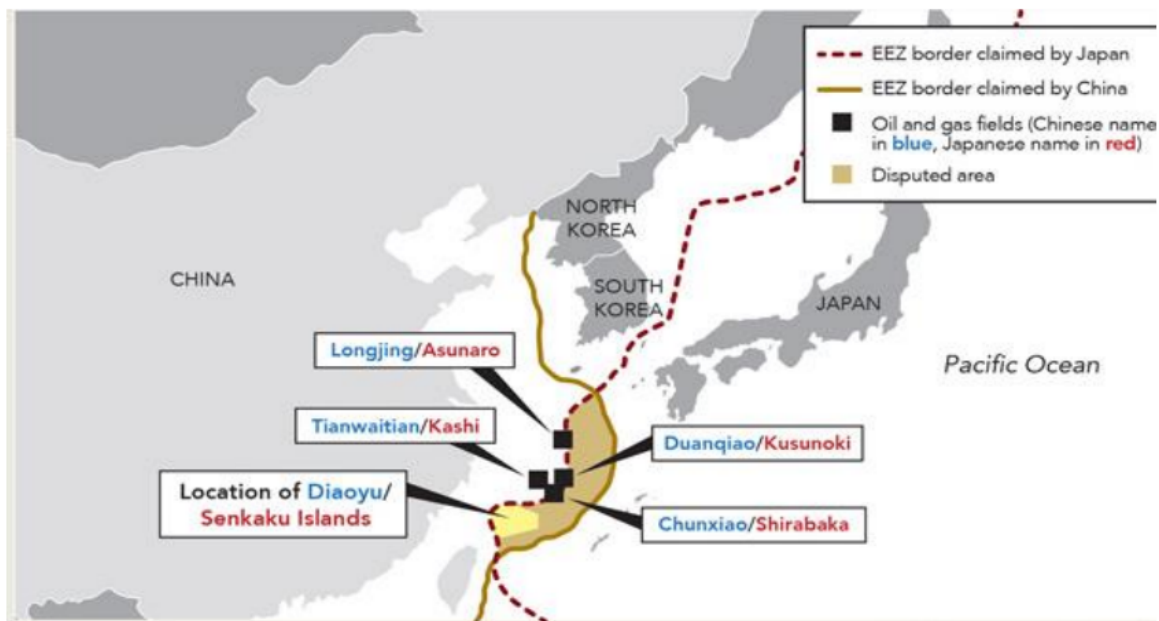 EEZ border claimed by Japan
EEZ border claimed by China
Oil and gas fields (Chinese name
in blue, Japanese name in red)
Disputed area
NORTH
KOREA
CHINA
SOUTH
KOREA
JAPAN
Longjing/Asunaro
Pacific Ocean
Tianwaitian/Kashi
Duanqiao/Kusunoki
Location of Diaoyu/
Senkaku Islands
Chunxiao/Shirabaka